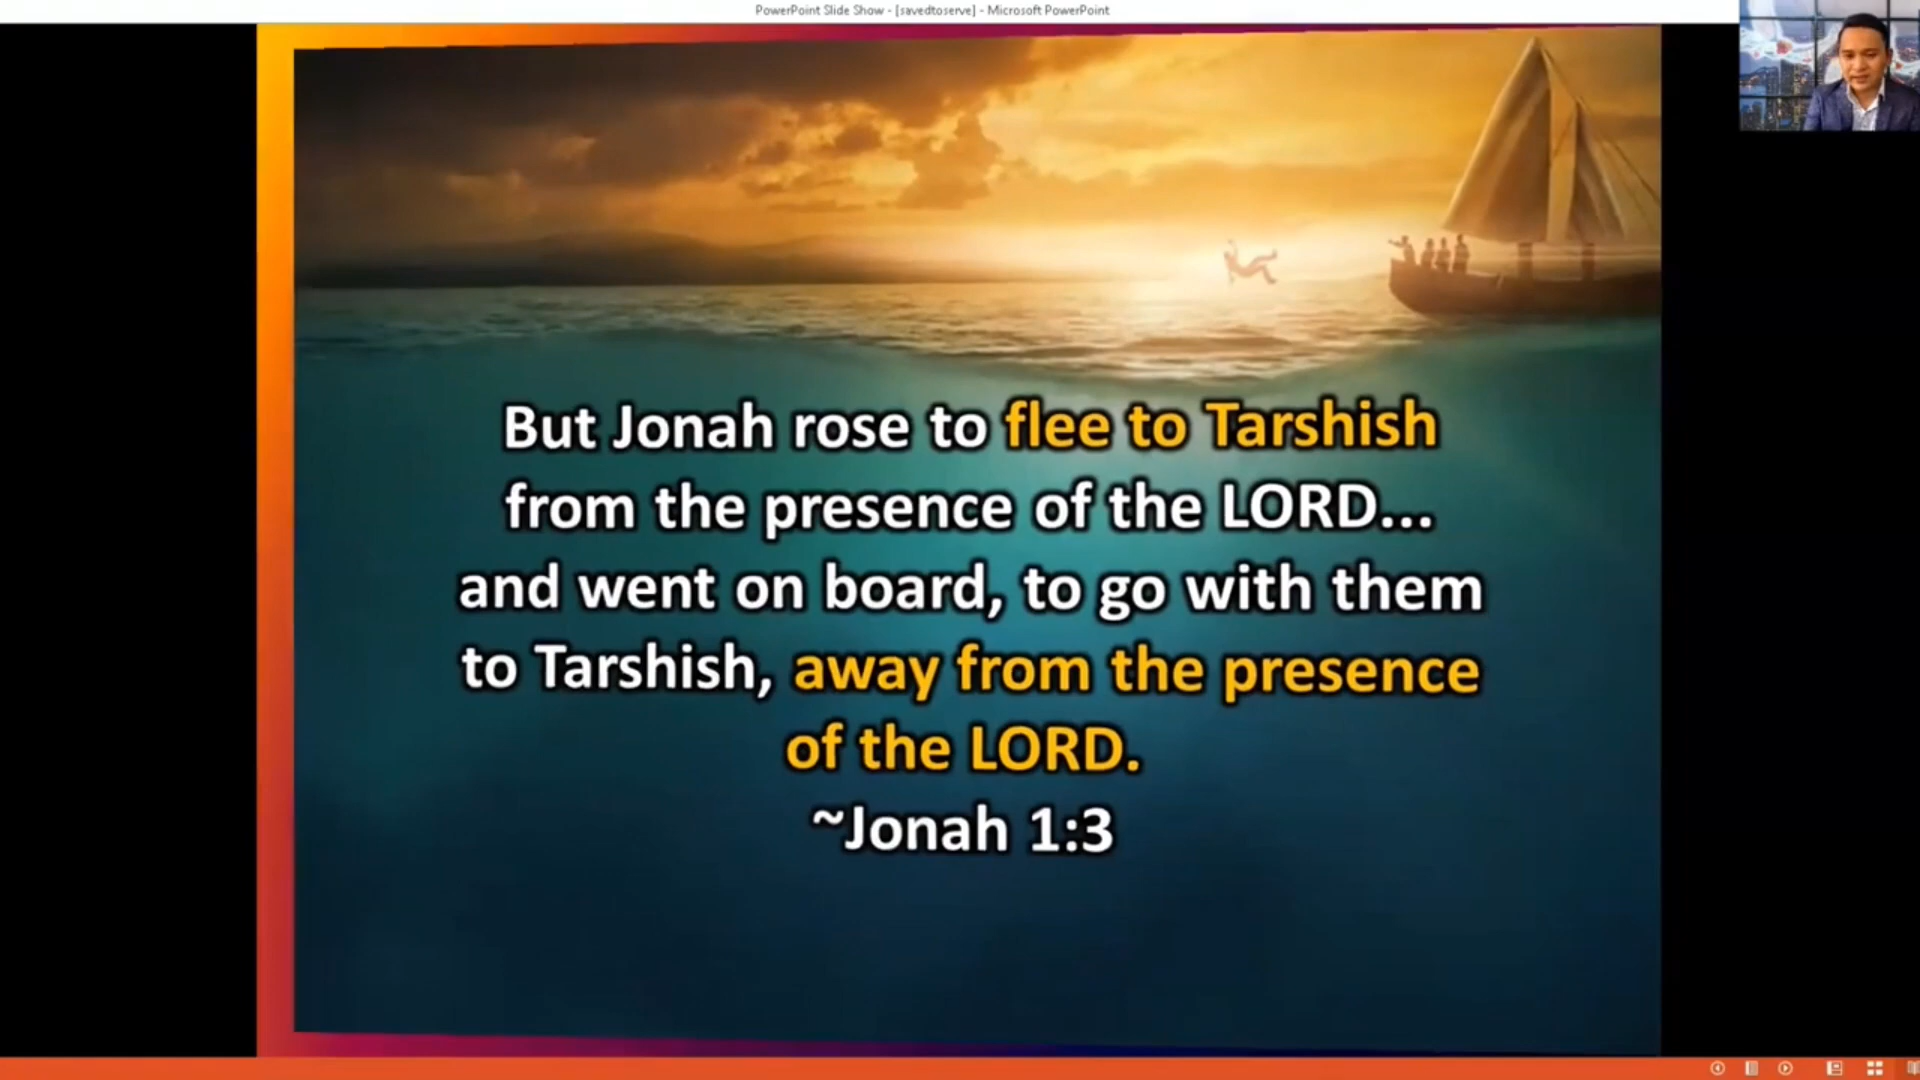 PowerPoint Slide Show - [savedtoserve] - Microsoft PowerPoint
But Jonah rose to flee to Tarshish
from the presence of the LORD...
and went on board, to go with them
to Tarshish, away from the presence
of the LORD.
~Jonah 1:3